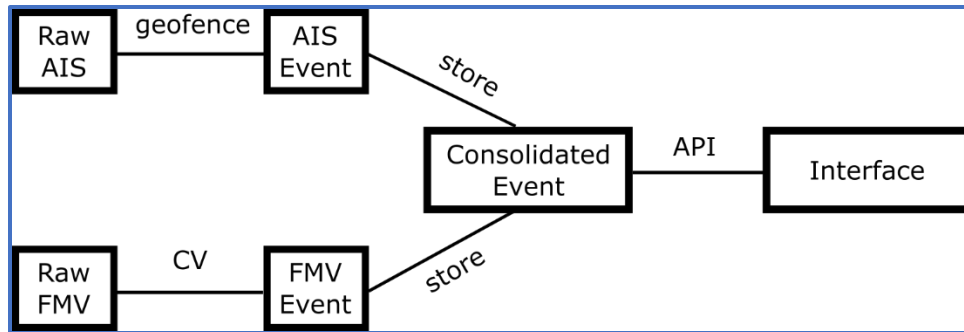 Raw
AIS
geofence
AIS
Event
store
Consolidated
Event
API
Interface
Raw
FMV
CV
FMV
Event
store